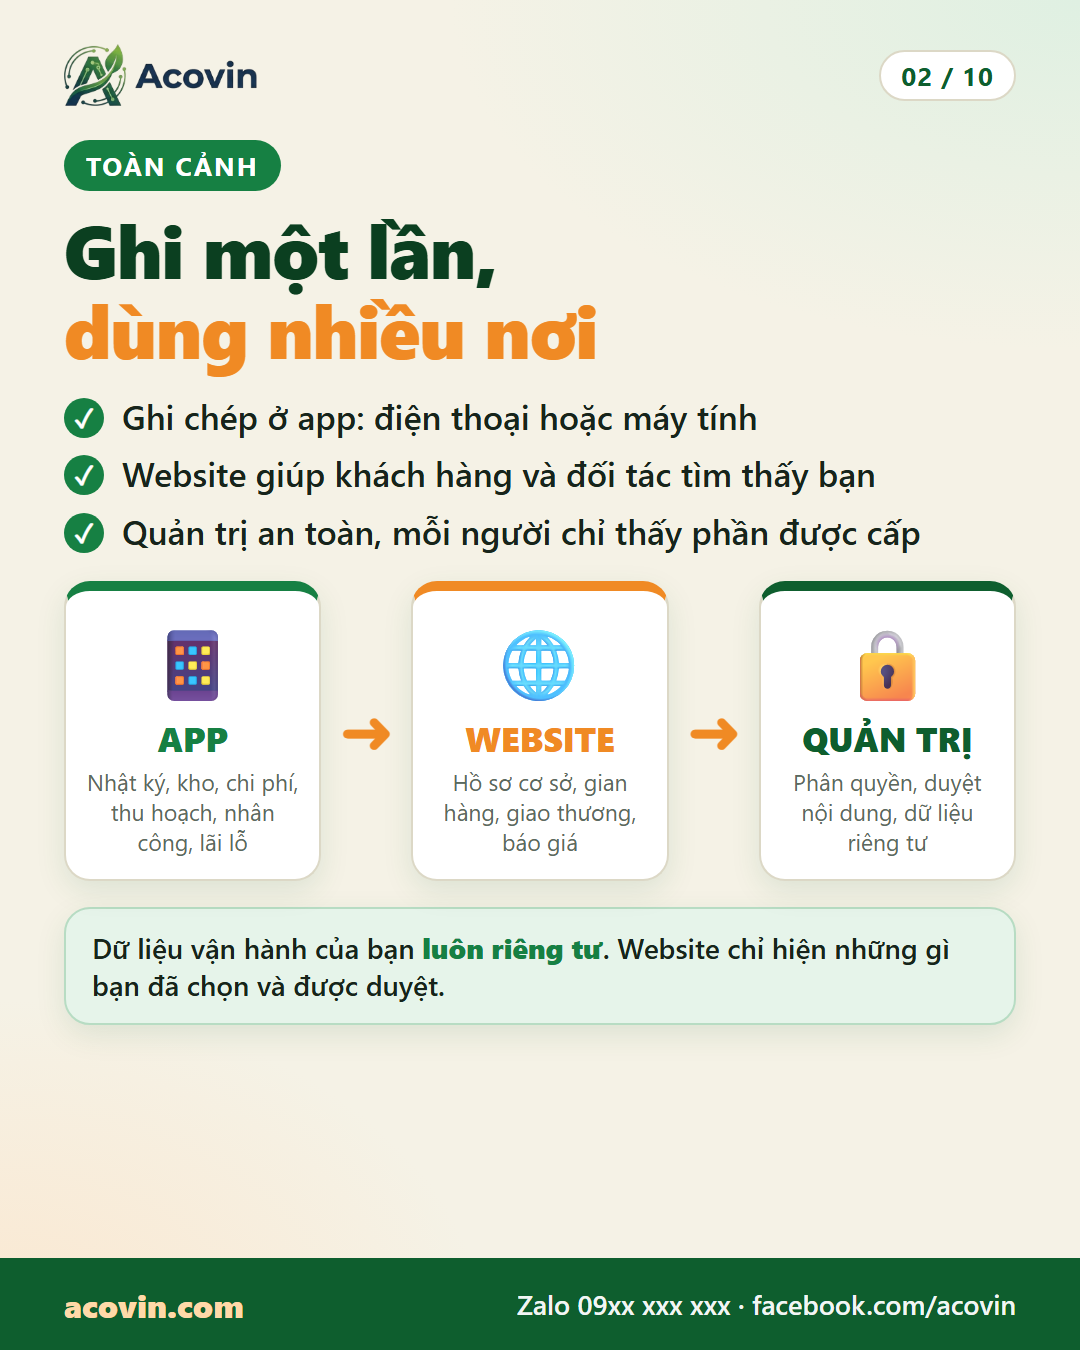 Acovin
02 / 10
TOÀN CẢNH
Ghi một lần,
dùng nhiều nơi
Ghi chép ở app: điện thoại hoặc máy tính
Website giúp khách hàng và đối tác tìm thấy bạn
Quản trị an toàn, mỗi người chỉ thấy phần được cấp
APP
Nhật ký, kho, chi phí,
thu hoạch, nhân
công, lãi lỗ
WEBSITE
Hồ sơ cơ sở, gian
hàng, giao thương,
báo giá
QUẢN TRỊ
Phân quyền, duyệt
nội dung, dữ liệu
riêng tư
Dữ liệu vận hành của bạn luôn riêng tư. Website chỉ hiện những gì
bạn đã chọn và được duyệt.
acovin.com
Zalo 09xx xxx xxx · facebook.com/acovin